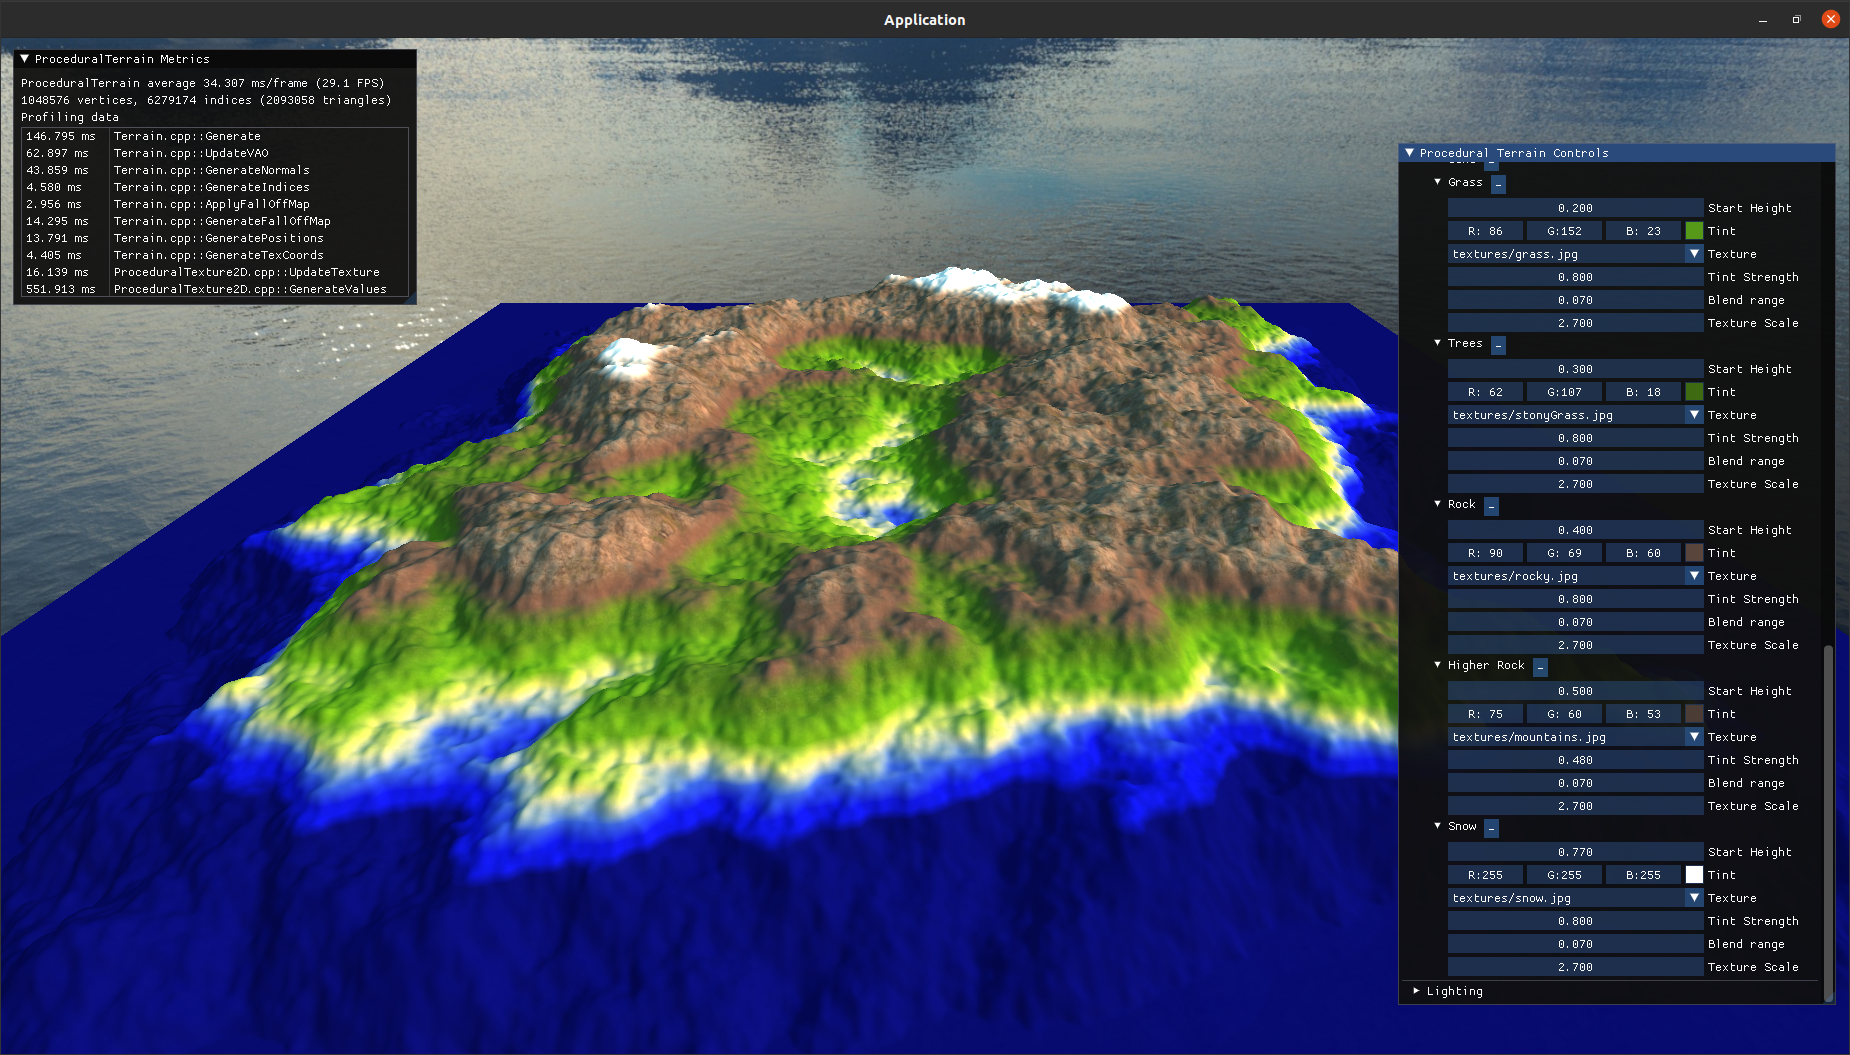 Application
ProceduralTerrain Metrics
ProceduralTerrain average 34.307 ms/frame (29.1 FPS)
1048576 vertices, 6279174 indices (2093058 triangles)
Profiling data
146.795 ms Terrain.cpp::Generate
62.897 ms Terrain.cpp::UpdateVAO
43.859 ms Terrain.cpp::GenerateNormals
4.580 ms Terrain.cpp::GenerateIndices
2.956 ms Terrain.cpp::ApplyFallOffMap
14.295 ms Terrain.cpp::GenerateFallOffMap
13.791 ms Terrain.cpp::GeneratePositions
4.405 ms Terrain.cpp::GenerateTexCoords
16.139 ms ProceduralTexture2D.cpp::UpdateTexture
551.913 ms ProceduralTexture2D.cpp::GenerateValues
Procedural Terrain Controls
Grass -
0.200 Start Height
R: 86 G:152 B: 23 Tint
textures/grass.jpg Texture
0.800 Tint Strength
0.070 Blend range
2.700 Texture Scale
Trees -
0.300 Start Height
R: 62 G:107 B: 18 Tint
textures/stonyGrass.jpg Texture
0.800 Tint Strength
0.070 Blend range
2.700 Texture Scale
Rock -
0.400 Start Height
R: 90 G: 69 B: 60 Tint
textures/rocky.jpg Texture
0.800 Tint Strength
0.070 Blend range
2.700 Texture Scale
Higher Rock -
0.500 Start Height
R: 75 G: 60 B: 53 Tint
textures/mountains.jpg Texture
0.480 Tint Strength
0.070 Blend range
2.700 Texture Scale
Snow -
0.770 Start Height
R:255 G:255 B:255 Tint
textures/snow.jpg Texture
0.800 Tint Strength
0.070 Blend range
2.700 Texture Scale
Lighting